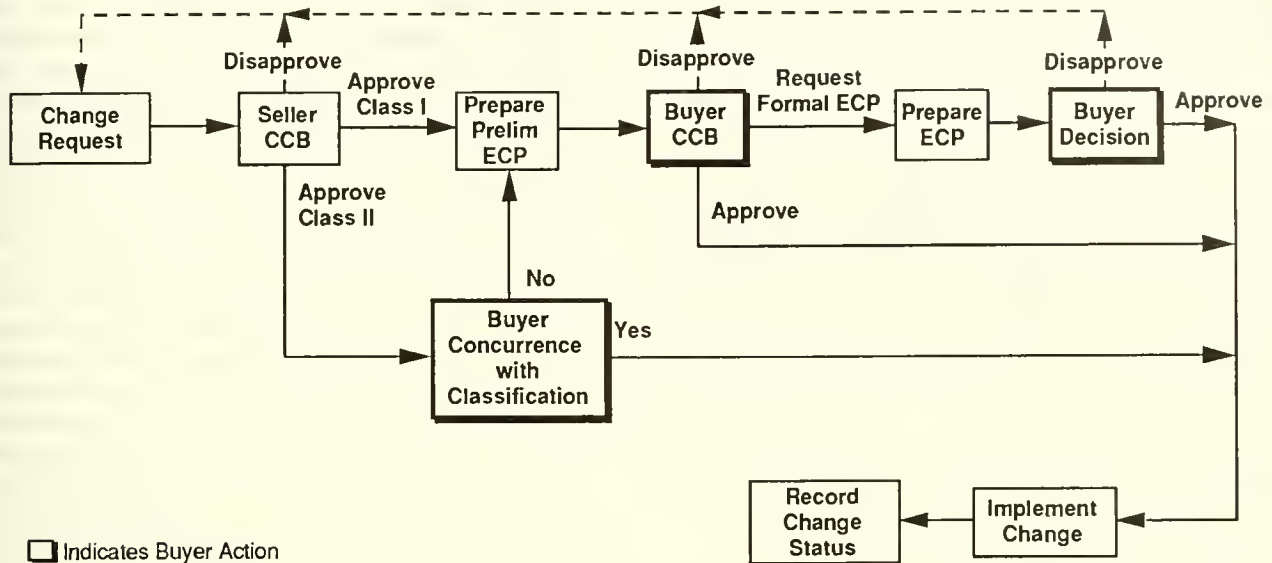 Disapprove
Disapprove
Disapprove
Approve
Class I
Request
Formal ECP
Approve
Change
Request
Seller
CCB
Prepare
Prelim
ECP
Buyer
CCB
Prepare
ECP
Buyer
Decision
Approve
Class II
Approve
No
Buyer
Concurrence
with
Classification
Yes
Record
Change
Status
Implement
Change
Indicates Buyer Action